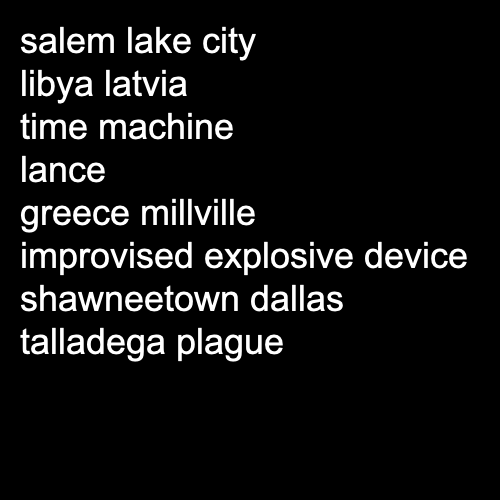 salem lake city
libya latvia
time machine
lance
greece millville
improvised explosive device
shawneetown dallas
talladega plague